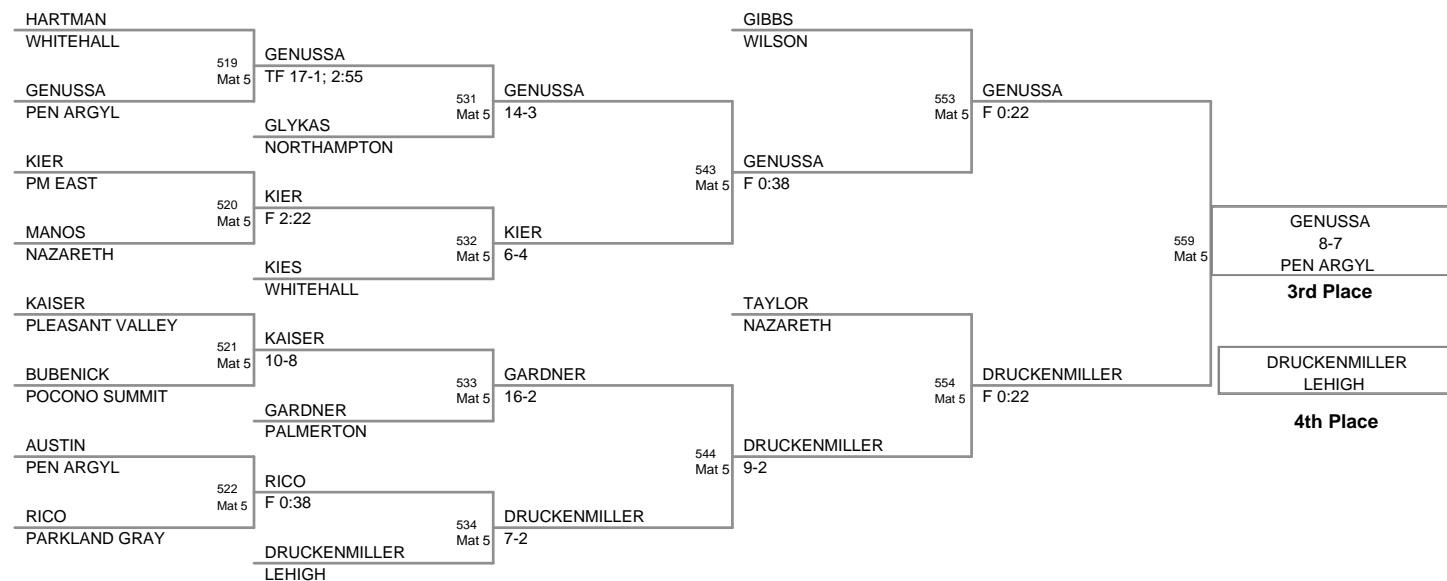 HARTMAN
WHITEHALL
519
Mat 5
GENUSSA
PEN ARGYL
KIER
PM EAST
520
Mat 5
MANOS
NAZARETH
KAISER
PLEASANT VALLEY
521
Mat 5
BUBENICK
POCONO SUMMIT
AUSTIN
PEN ARGYL
522
Mat 5
RICO
PARKLAND GRAY
GENUSSA
TF 17-1; 2:55
531
Mat 5
GLYKAS
NORTHAMPTON
KIER
F 2:22
532
Mat 5
KIES
WHITEHALL
KAISER
10-8
533
Mat 5
GARDNER
PALMERTON
RICO
F 0:38
534
Mat 5
DRUCKENMILLER
LEHIGH
GENUSSA
14-3
543
Mat 5
KIER
6-4
GARDNER
16-2
544
Mat 5
DRUCKENMILLER
7-2
GIBBS
WILSON
553
Mat 5
GENUSSA
F 0:38
TAYLOR
NAZARETH
554
Mat 5
DRUCKENMILLER
9-2
GENUSSA
F 0:22
559
Mat 5
DRUCKENMILLER
F 0:22
GENUSSA
8-7
PEN ARGYL
3rd Place
DRUCKENMILLER
LEHIGH
4th Place